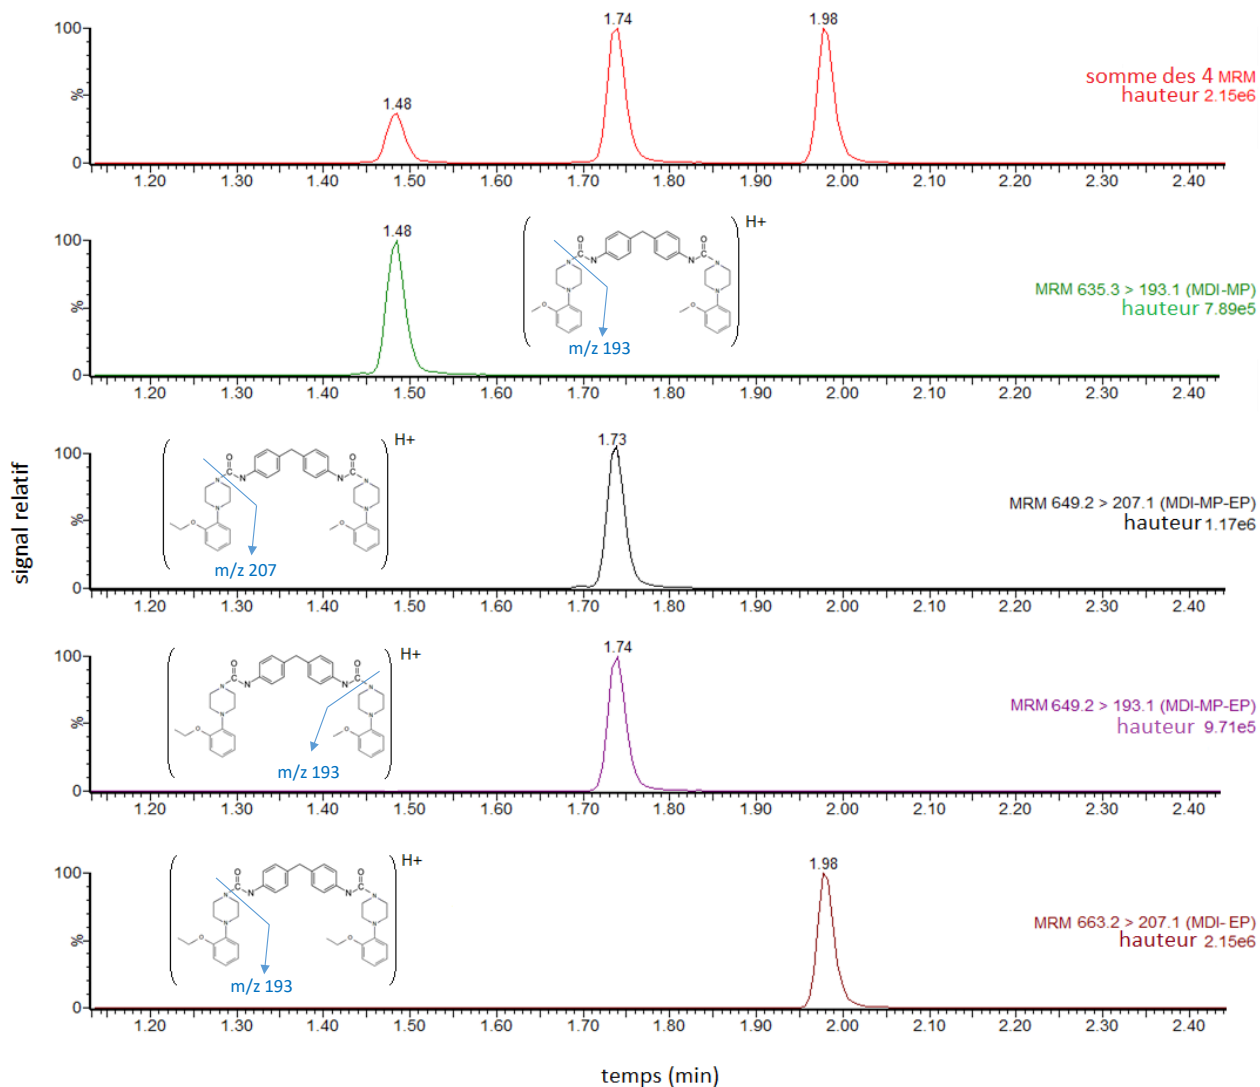 signal relatif
1.48
1.74
1.98
100
%
0
somme des 4 MRM
hauteur 2.15e6
1.20 1.30 1.40 1.50 1.60 1.70 1.80 1.90 2.00 2.10 2.20 2.30 2.40
1.48
100
%
0
H+
O
C
N
O
C
N
N
N
N
N
O
O
m/z 193
MRM 635.3 > 193.1 (MDI-MP)
hauteur 7.89e5
1.20 1.30 1.40 1.50 1.60 1.70 1.80 1.90 2.00 2.10 2.20 2.30 2.40
1.73
100
%
0
H+
O
C
N
O
C
N
N
N
N
N
O
O
m/z 207
MRM 649.2 > 207.1 (MDI-MP-EP)
hauteur 1.17e6
1.20 1.30 1.40 1.50 1.60 1.70 1.80 1.90 2.00 2.10 2.20 2.30 2.40
1.74
100
%
0
H+
O
C
N
O
C
N
N
N
N
N
O
O
m/z 193
MRM 649.2 > 193.1 (MDI-MP-EP)
hauteur 9.71e5
1.20 1.30 1.40 1.50 1.60 1.70 1.80 1.90 2.00 2.10 2.20 2.30 2.40
1.98
100
%
0
H+
O
C
N
O
C
N
N
N
N
N
O
O
m/z 193
MRM 663.2 > 207.1 (MDI- EP)
hauteur 2.15e6
1.20 1.30 1.40 1.50 1.60 1.70 1.80 1.90 2.00 2.10 2.20 2.30 2.40
temps (min)